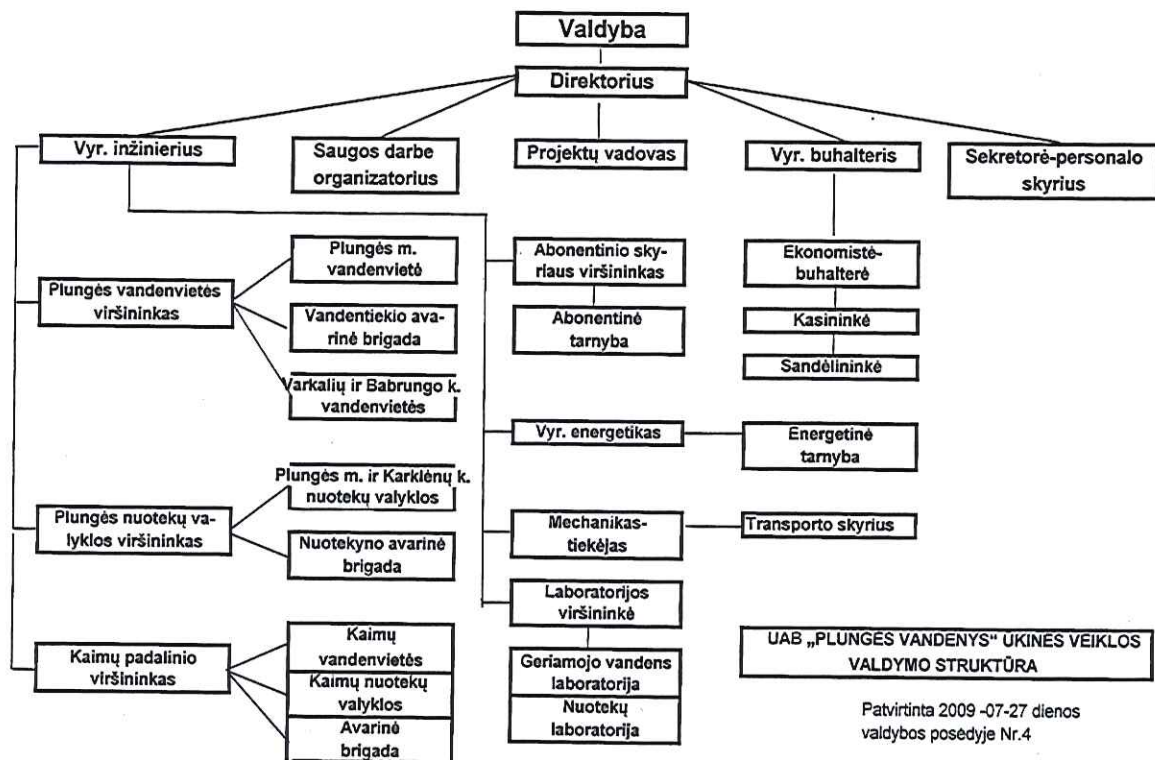 Valdyba
Direktorius
Vyr. inžinierius
Saugos darbe
organizatorius
Projektų vadovas
Vyr. buhalteris
Sekretorė-personalo
skyrius
Plungės vandenvietės
viršininkas
Plungės m.
vandenvietė
Vandentiekio ava-
rinė brigada
Varkalių ir Babrungo k.
vandenvietės
Plungės nuotekų va-
lyklos viršininkas
Plungės m. ir Karklėnų k.
nuotekų valyklos
Nuotekyno avarinė
brigada
Kaimų padalinio
viršininkas
Kaimų
vandenvietės
Kaimų nuotekų
valyklos
Avarinė
brigada
Abonentinio sky-
riaus viršininkas
Abonentinė
tarnyba
Vyr. energetikas
Energetinė
tarnyba
Mechanikas-
tiekėjas
Transporto skyrius
Laboratorijos
viršininkė
Geriamojo vandens
laboratorija
Nuotekų
laboratorija
Ekonomistė-
buhalterė
Kasininkė
Sandėlininkė
UAB „PLUNGĖS VANDENYS“ ŪKINĖS VEIKLOS
VALDYMO STRUKTŪRA
Patvirtinta 2009 -07-27 dienos
valdybos posėdyje Nr.4